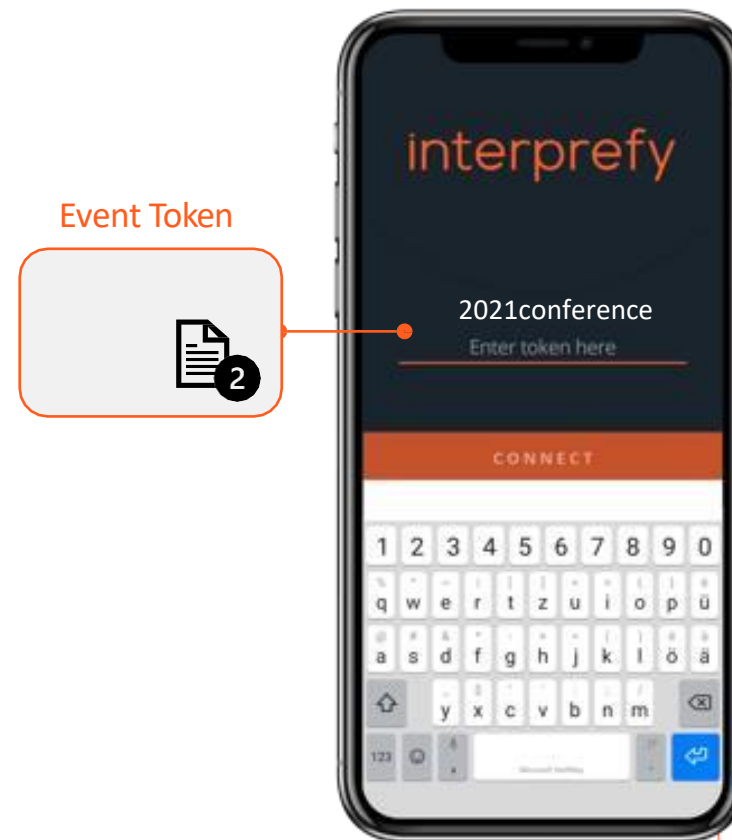 interprefy
Event Token
2021conference
Enter token here
2
CONNECT
1 2 3 4 5 6 7 8 9 0
q w e r t z u i o p ü
a s d f g h j k l ö ä
y x c v b n m
123